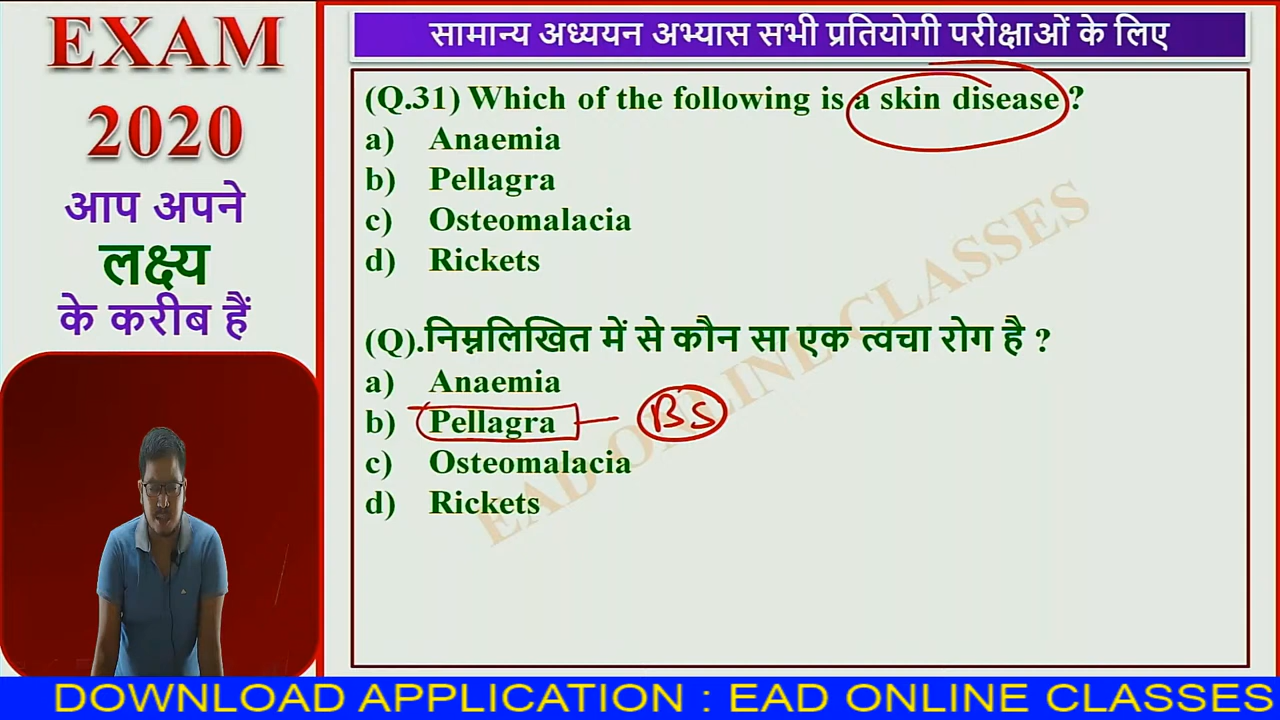 EXAM
2020
आप अपने
लक्ष्य
के करीब हैं
सामान्य अध्ययन अभ्यास सभी प्रतियोगी परीक्षाओं के लिए
(Q.31) Which of the following is a skin disease ?
a) Anaemia
b) Pellagra
c) Osteomalacia
d) Rickets
(Q).निम्नलिखित में से कौन सा एक त्वचा रोग है ?
a) Anaemia
b) Pellagra - B5
c) Osteomalacia
d) Rickets
EAD ONLINE CLASSES
DOWNLOAD APPLICATION : EAD ONLINE CLASSES